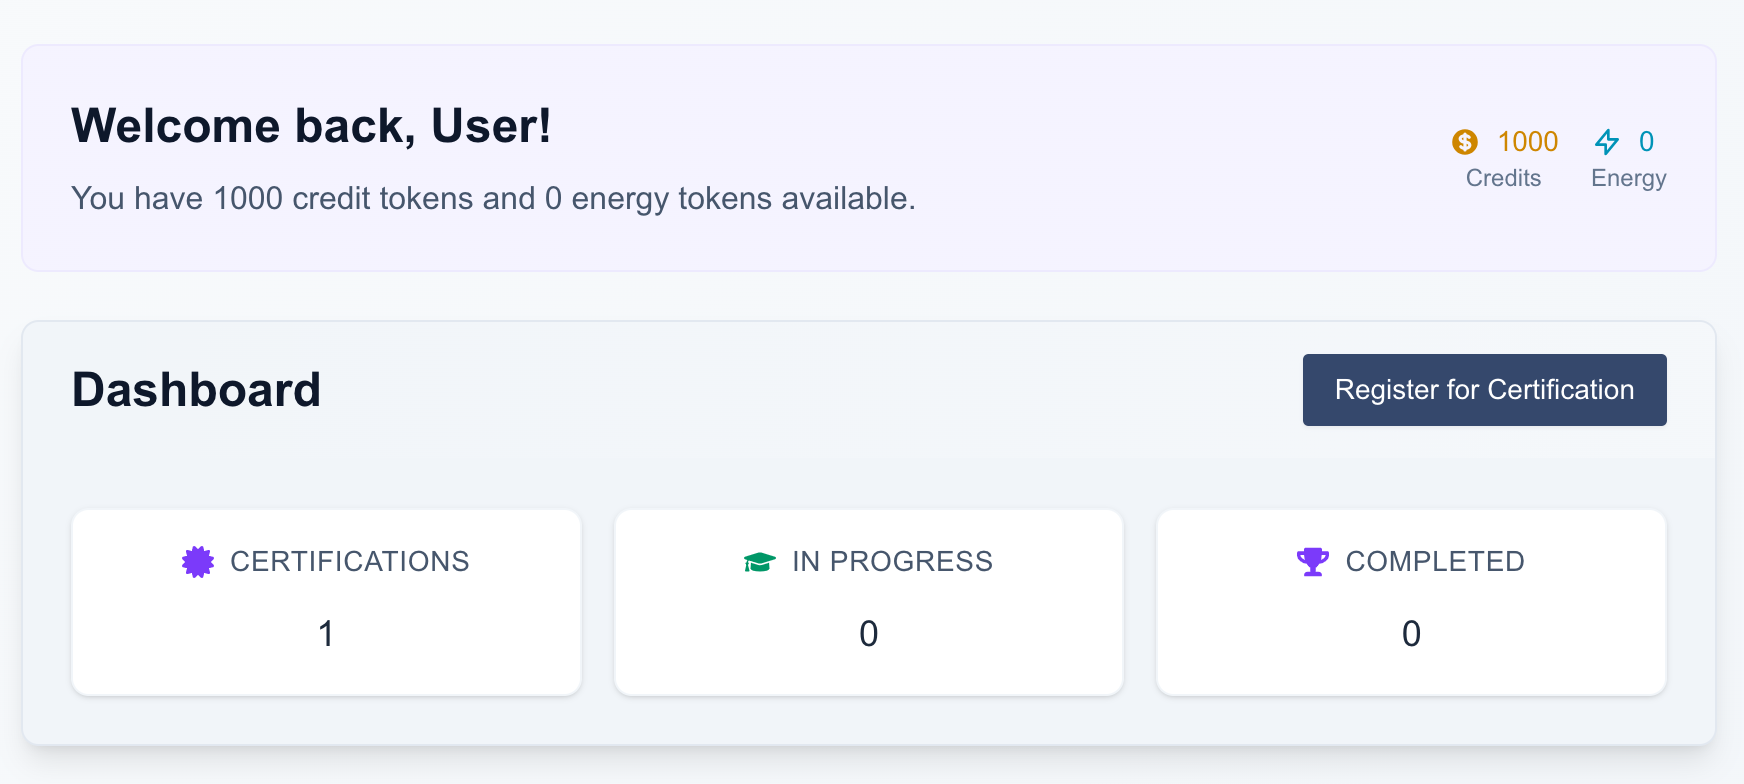 Welcome back, User!
You have 1000 credit tokens and 0 energy tokens available.
1000
Credits
0
Energy
Dashboard
Register for Certification
CERTIFICATIONS
1
IN PROGRESS
0
COMPLETED
0